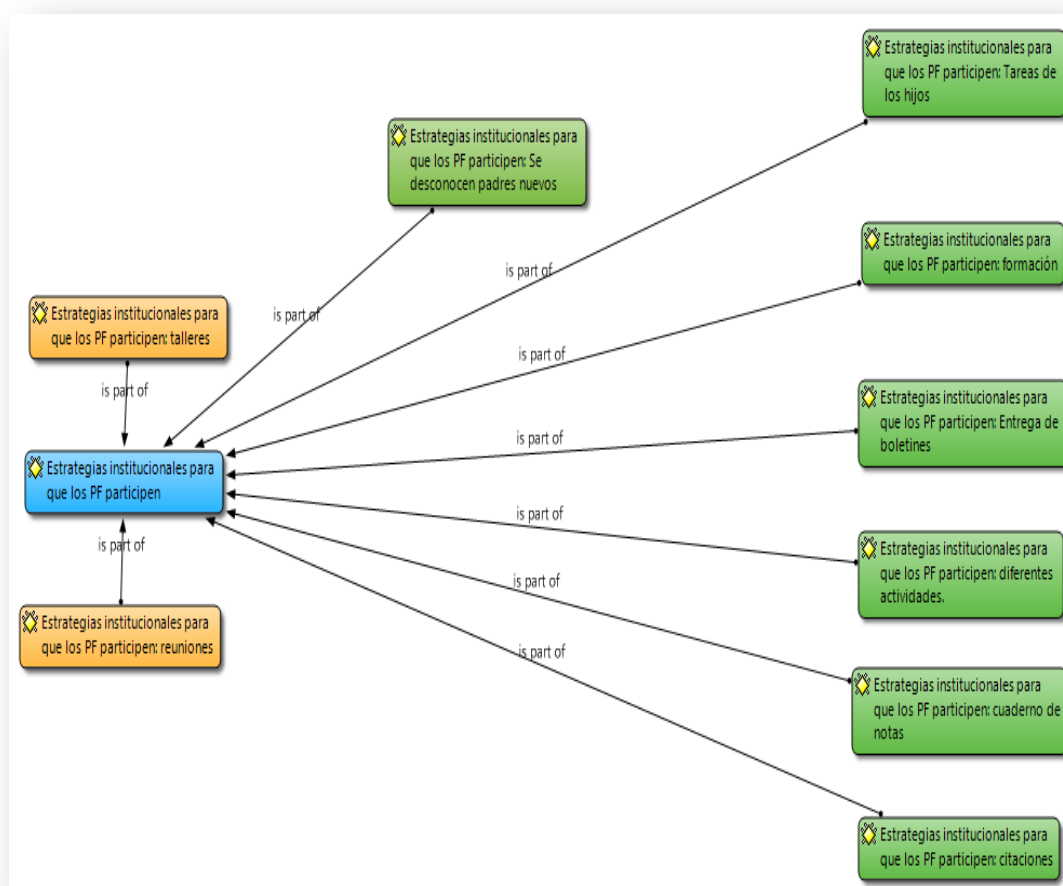 Estrategias institucionales para
que los PF participen: Tareas de
los hijos
Estrategias institucionales para
que los PF participen: Se
desconocen padres nuevos
Estrategias institucionales para
que los PF participen: formación
is part of
is part of
Estrategias institucionales para
que los PF participen: talleres
is part of
is part of
Estrategias institucionales para
que los PF participen: Entrega de
boletines
is part of
Estrategias institucionales para
que los PF participen
is part of
is part of
Estrategias institucionales para
que los PF participen: diferentes
actividades.
is part of
Estrategias institucionales para
que los PF participen: reuniones
is part of
Estrategias institucionales para
que los PF participen: cuaderno de
notas
Estrategias institucionales para
que los PF participen: citaciones